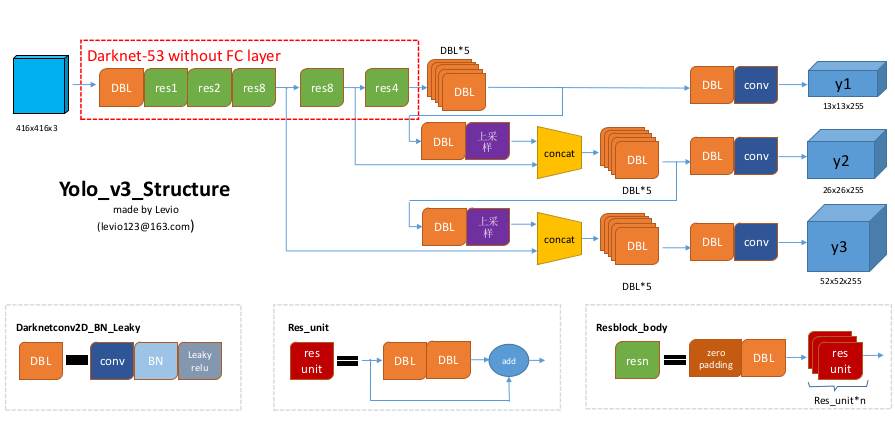 Darknet-53 without FC layer
DBL*5
DBL
res1
res2
res8
res8
res4
DBL
DBL
conv
y1
13x13x255
416x416x3
DBL
上采
样
concat
DBL
DBL*5
DBL
conv
y2
26x26x255
Yolo_v3_Structure
made by Levio
(levio123@163.com)
DBL
上采
样
concat
DBL
DBL*5
DBL
conv
y3
52x52x255
Darknetconv2D_BN_Leaky
DBL
conv
BN
Leaky
relu
Res_unit
res
unit
DBL
DBL
add
Resblock_body
resn
zero
padding
DBL
res
unit
Res_unit*n